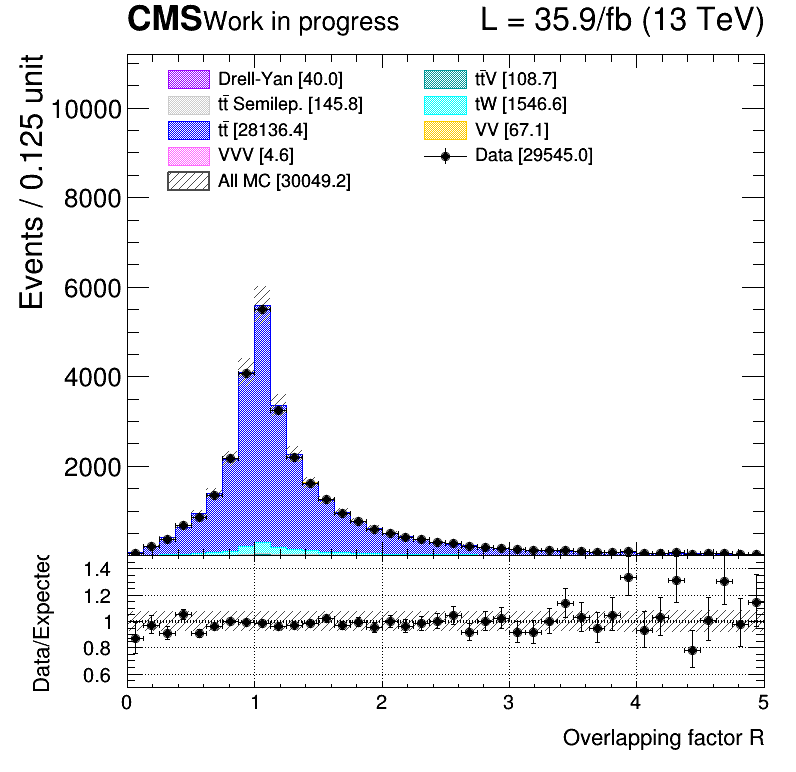 CMS Work in progress L = 35.9/fb (13 TeV)
Events / 0.125 unit
Drell-Yan [40.0]
tt̄ Semilep. [145.8]
tt̄ [28136.4]
VVV [4.6]
All MC [30049.2]
tt̄V [108.7]
tW [1546.6]
VV [67.1]
Data [29545.0]
10000
8000
6000
4000
2000
Data/Expected
1.4
1.2
1
0.8
0.6
0 1 2 3 4 5
Overlapping factor R